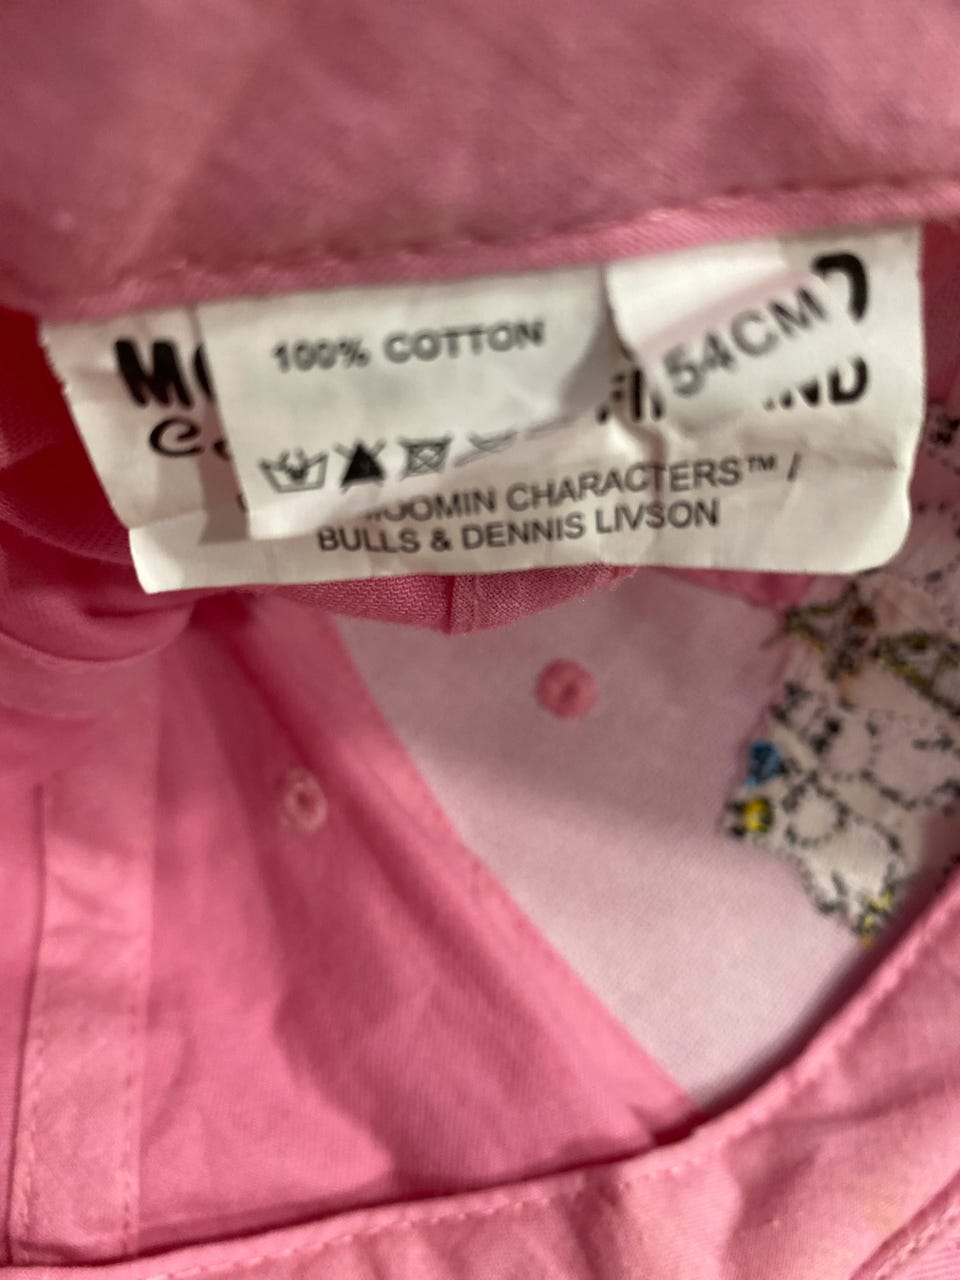 100% COTTON
54CM
MOOMIN CHARACTERS™ /
BULLS & DENNIS LIVSON